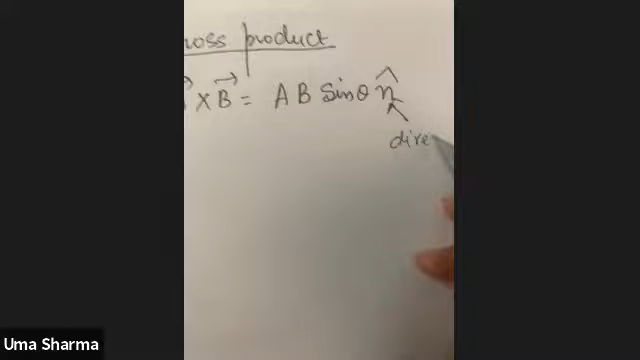 ross product
× B⃗ = A B Sinθ n̂
dire
Uma Sharma